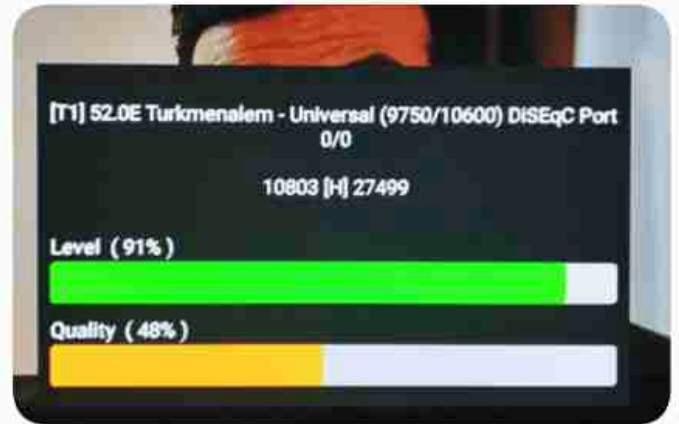 [T1] 52.0E Turkmenalem - Universal (9750/10600) DiSEqC Port
0/0
10803 [H] 27499
Level (91%)
Quality (48%)